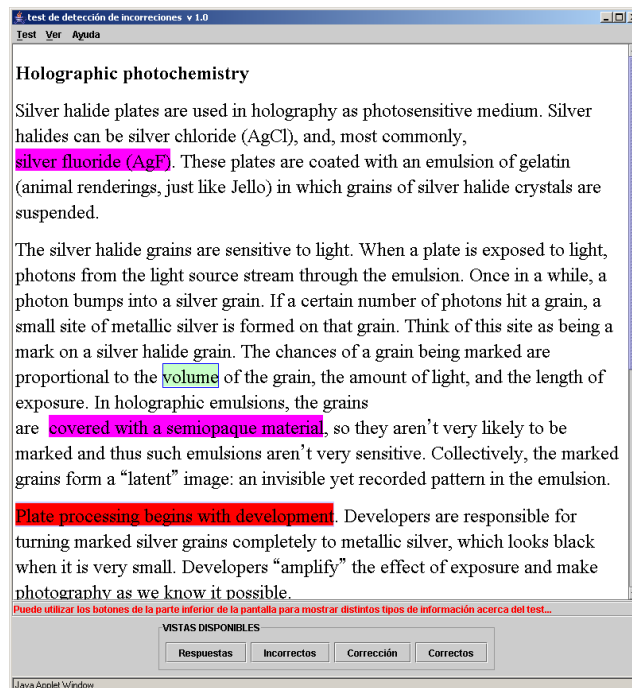 test de detección de incorreciones v 1.0
Test Ver Ayuda
Holographic photochemistry
Silver halide plates are used in holography as photosensitive medium. Silver
halides can be silver chloride (AgCl), and, most commonly,
silver fluoride (AgF). These plates are coated with an emulsion of gelatin
(animal renderings, just like Jello) in which grains of silver halide crystals are
suspended.
The silver halide grains are sensitive to light. When a plate is exposed to light,
photons from the light source stream through the emulsion. Once in a while, a
photon bumps into a silver grain. If a certain number of photons hit a grain, a
small site of metallic silver is formed on that grain. Think of this site as being a
mark on a silver halide grain. The chances of a grain being marked are
proportional to the volume of the grain, the amount of light, and the length of
exposure. In holographic emulsions, the grains
are covered with a semiopaque material, so they aren’t very likely to be
marked and thus such emulsions aren’t very sensitive. Collectively, the marked
grains form a “latent” image: an invisible yet recorded pattern in the emulsion.
Plate processing begins with development. Developers are responsible for
turning marked silver grains completely to metallic silver, which looks black
when it is very small. Developers “amplify” the effect of exposure and make
photography as we know it possible.
Puede utilizar los botones de la parte inferior de la pantalla para mostrar distintos tipos de información acerca del test...
VISTAS DISPONIBLES
Respuestas Incorrectos Corrección Correctos
Java Applet Window